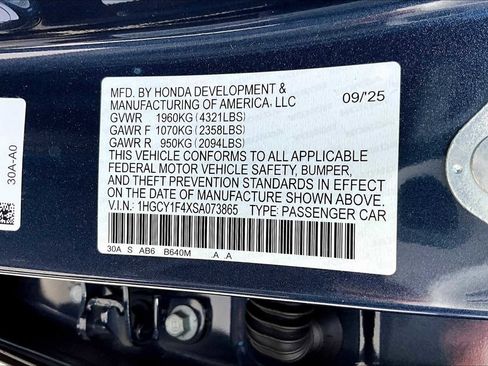 MFD. BY HONDA DEVELOPMENT &
MANUFACTURING OF AMERICA, LLC 09/'25
GVWR 1960KG (4321LBS)
GAWR F 1070KG (2358LBS)
GAWR R 950KG (2094LBS)
THIS VEHICLE CONFORMS TO ALL APPLICABLE
FEDERAL MOTOR VEHICLE SAFETY, BUMPER,
AND THEFT PREVENTION STANDARDS IN EFFECT
ON THE DATE OF MANUFACTURE SHOWN ABOVE.
V.I.N.: 1HGCY1F4XSA073865 TYPE: PASSENGER CAR
30A S AB6 B640M .A .A
30A-A0